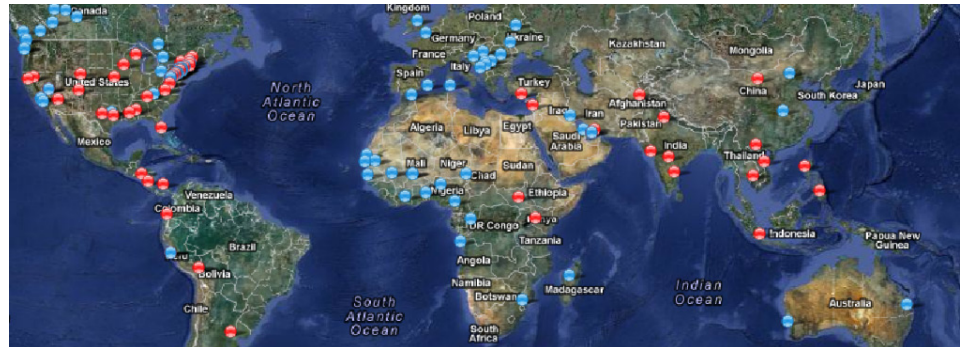 Canada
Kingdom
Poland
Germany
Ukraine
France
Kazakhstan
Mongolia
Italy
Spain
Turkey
United States
North
Atlantic
Ocean
China
Japan
South Korea
Afghanistan
Iraq
Iran
Pakistan
Algeria
Libya
Egypt
Saudi
Arabia
Mexico
India
Thailand
Mali
Niger
Chad
Sudan
Nigeria
Ethiopia
Venezuela
Colombia
DR Congo
Tanzania
Indonesia
Papua New
Guinea
Brazil
Bolivia
Angola
Namibia
Botswana
Madagascar
Indian
Ocean
Australia
Chile
South
Atlantic
Ocean
South
Africa